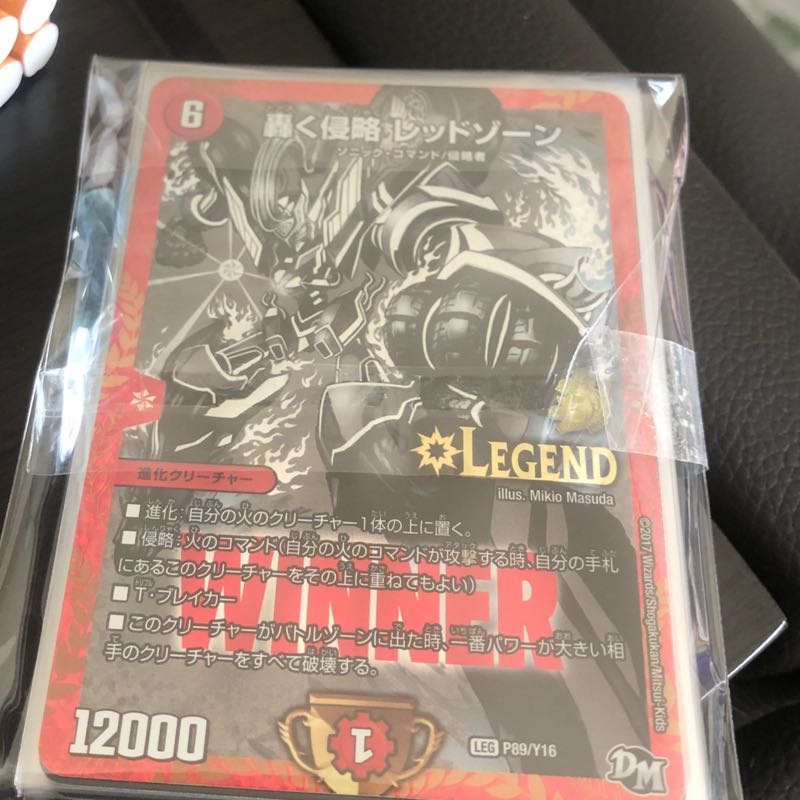 6
轟く侵略 レッドゾーン
ソニック・コマンド/侵略者
LEGEND
illus. Mikio Masuda
進化クリーチャー
■ 進化:自分の火のクリーチャー1体の上に置く。
■ 侵略:火のコマンド(自分の火のコマンドが攻撃する時、自分の手札
にあるこのクリーチャーをその上に重ねてもよい)
■ T・ブレイカー
■ このクリーチャーがバトルゾーンに出た時、一番パワーが大きい相
手のクリーチャーをすべて破壊する。
WINNER
12000
1
LEG P89/Y16
DM
©2017 Wizards/Shogakukan/Mitsui-Kids